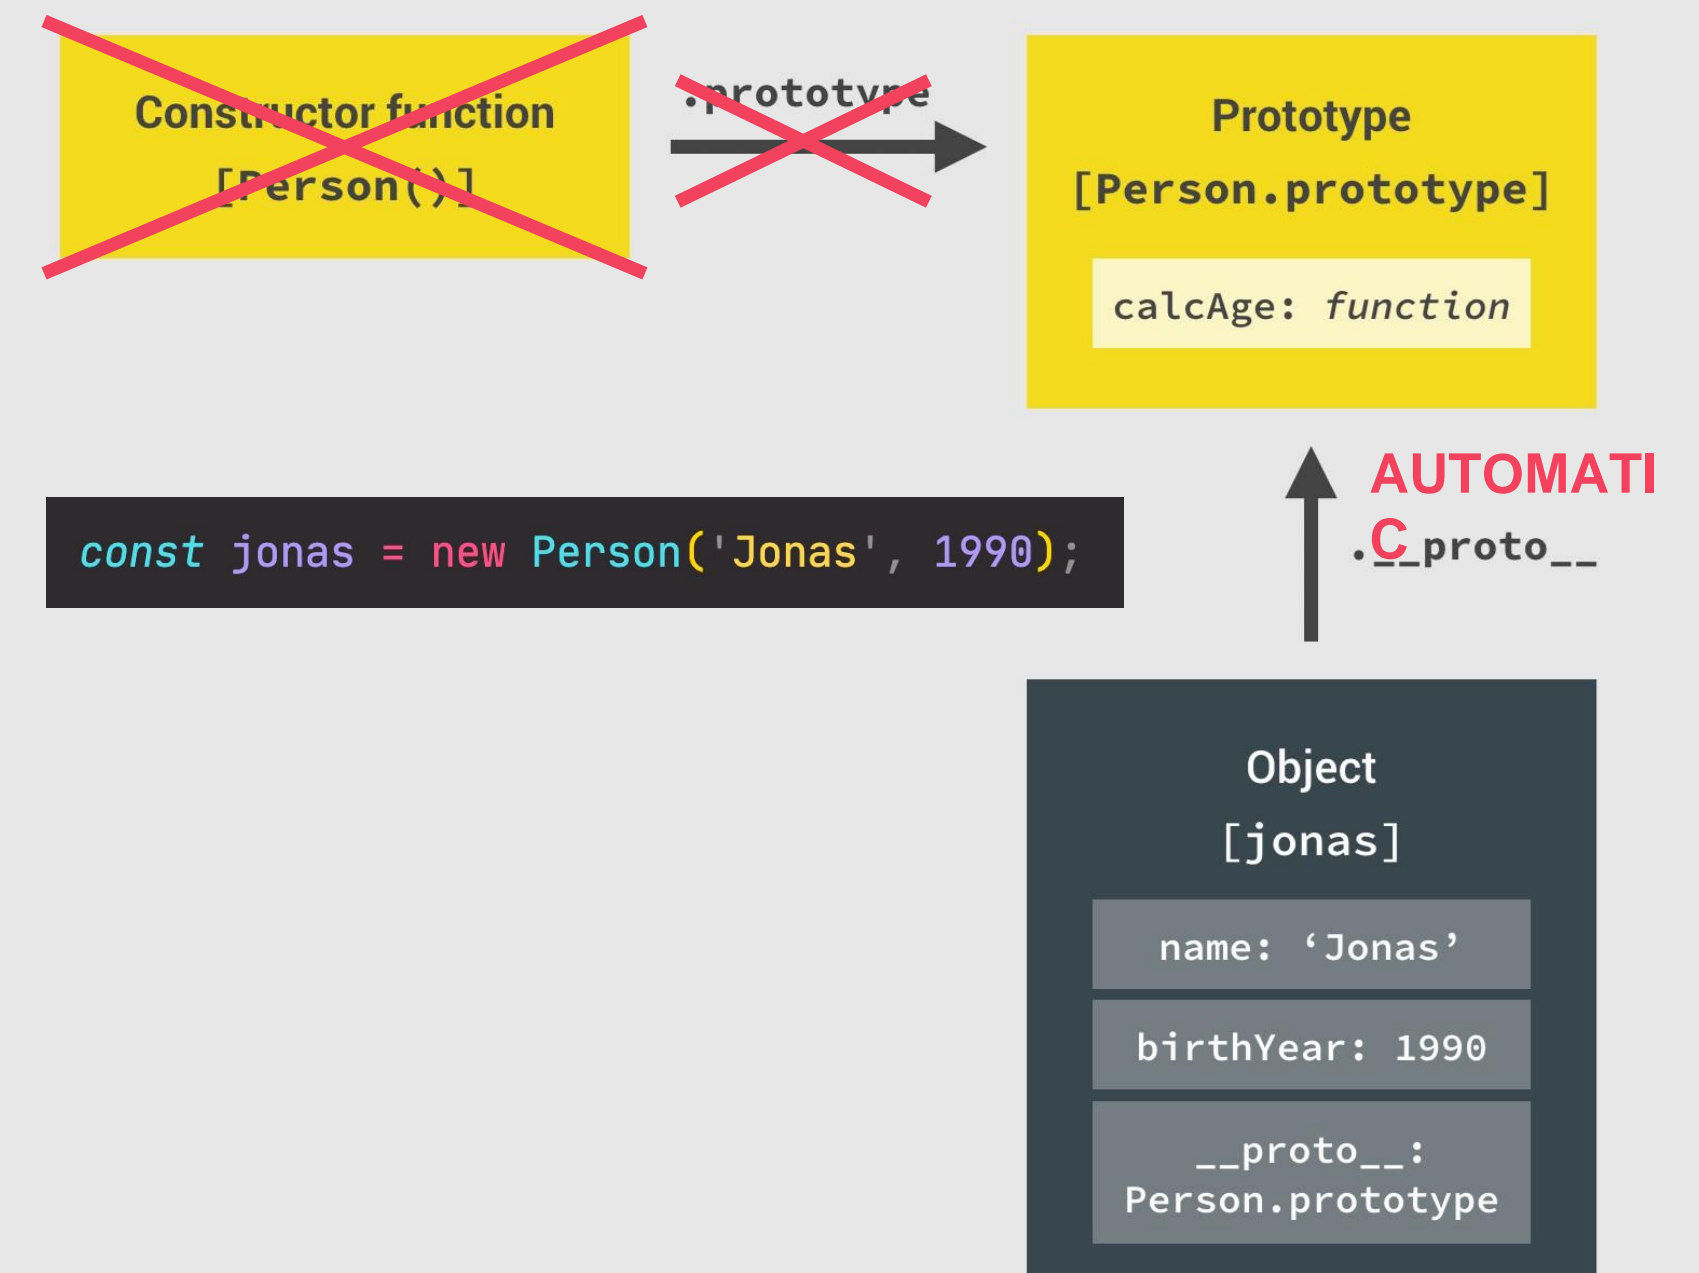 Constructor function
[Person()]
.prototype
Prototype
[Person.prototype]
calcAge: function
const jonas = new Person('Jonas', 1990);
AUTOMATI
C
.__proto__
Object
[jonas]
name: ‘Jonas’
birthYear: 1990
__proto__:
Person.prototype